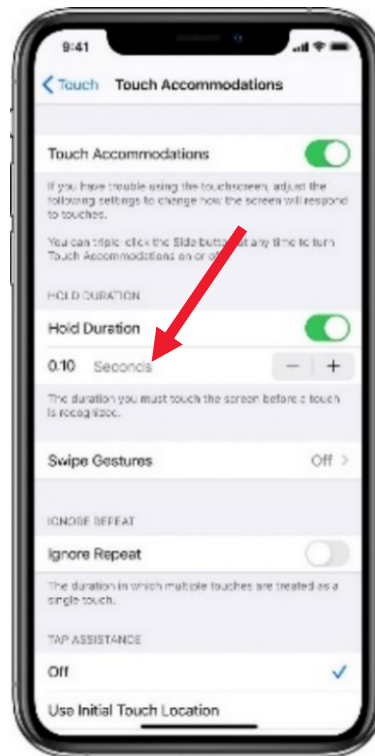 9:41
Touch Touch Accommodations
Touch Accommodations
If you have trouble using the touchscreen, adjust the
following settings to change how the screen will respond
to touches.
You can triple-click the Side button at any time to turn
Touch Accommodations on or off.
HOLD DURATION
Hold Duration
0.10 Seconds − +
The duration you must touch the screen before a touch
is recognized.
Swipe Gestures Off
IGNORE REPEAT
Ignore Repeat
The duration in which multiple touches are treated as a
single touch.
TAP ASSISTANCE
Off
Use Initial Touch Location